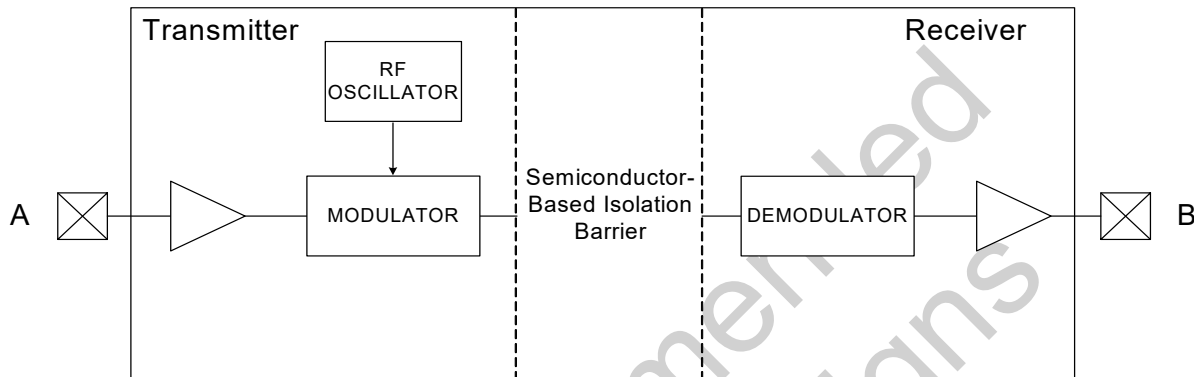 Transmitter
Receiver
RF
OSCILLATOR
A
MODULATOR
Semiconductor-
Based Isolation
Barrier
DEMODULATOR
B